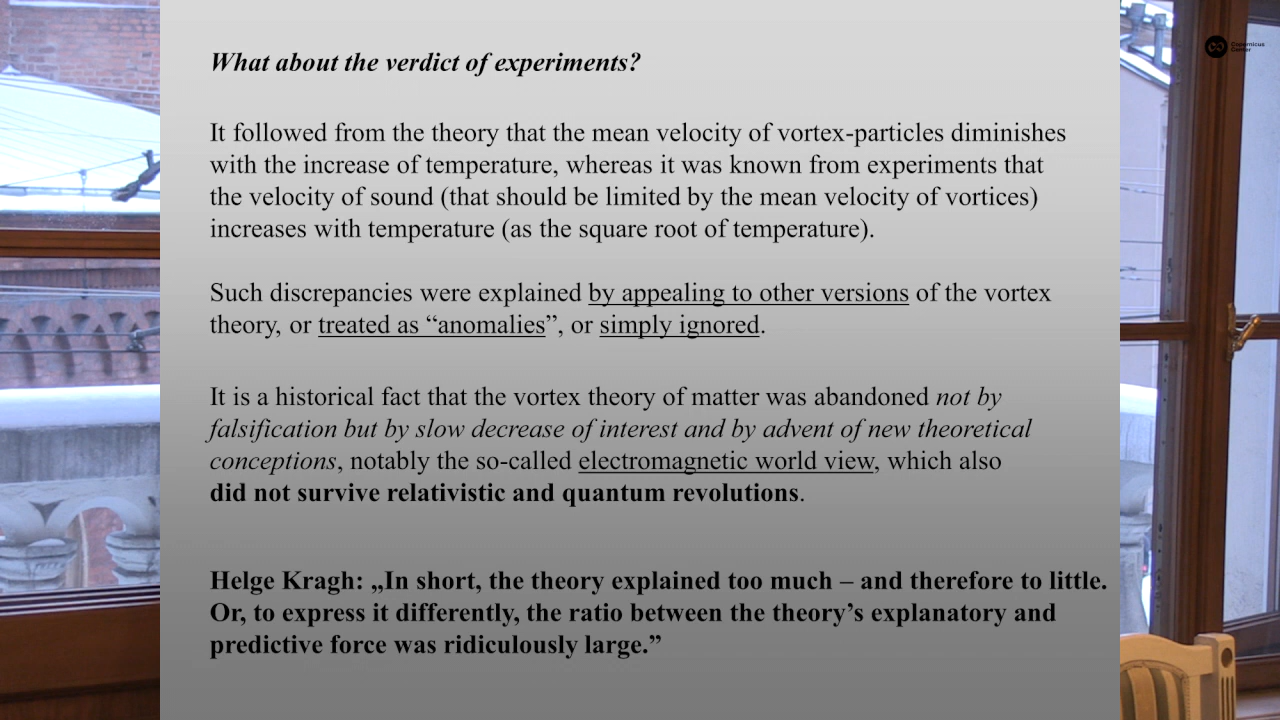 Copernicus
Center
What about the verdict of experiments?
It followed from the theory that the mean velocity of vortex-particles diminishes
with the increase of temperature, whereas it was known from experiments that
the velocity of sound (that should be limited by the mean velocity of vortices)
increases with temperature (as the square root of temperature).
Such discrepancies were explained by appealing to other versions of the vortex
theory, or treated as “anomalies”, or simply ignored.
It is a historical fact that the vortex theory of matter was abandoned not by
falsification but by slow decrease of interest and by advent of new theoretical
conceptions, notably the so-called electromagnetic world view, which also
did not survive relativistic and quantum revolutions.
Helge Kragh: „In short, the theory explained too much – and therefore to little.
Or, to express it differently, the ratio between the theory’s explanatory and
predictive force was ridiculously large.”